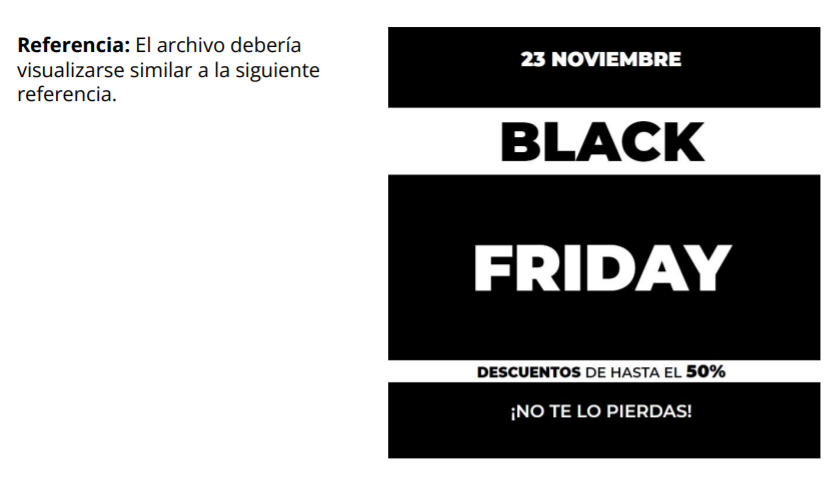 Referencia: El archivo debería
visualizarse similar a la siguiente
referencia.
23 NOVIEMBRE
BLACK
FRIDAY
DESCUENTOS DE HASTA EL 50%
¡NO TE LO PIERDAS!